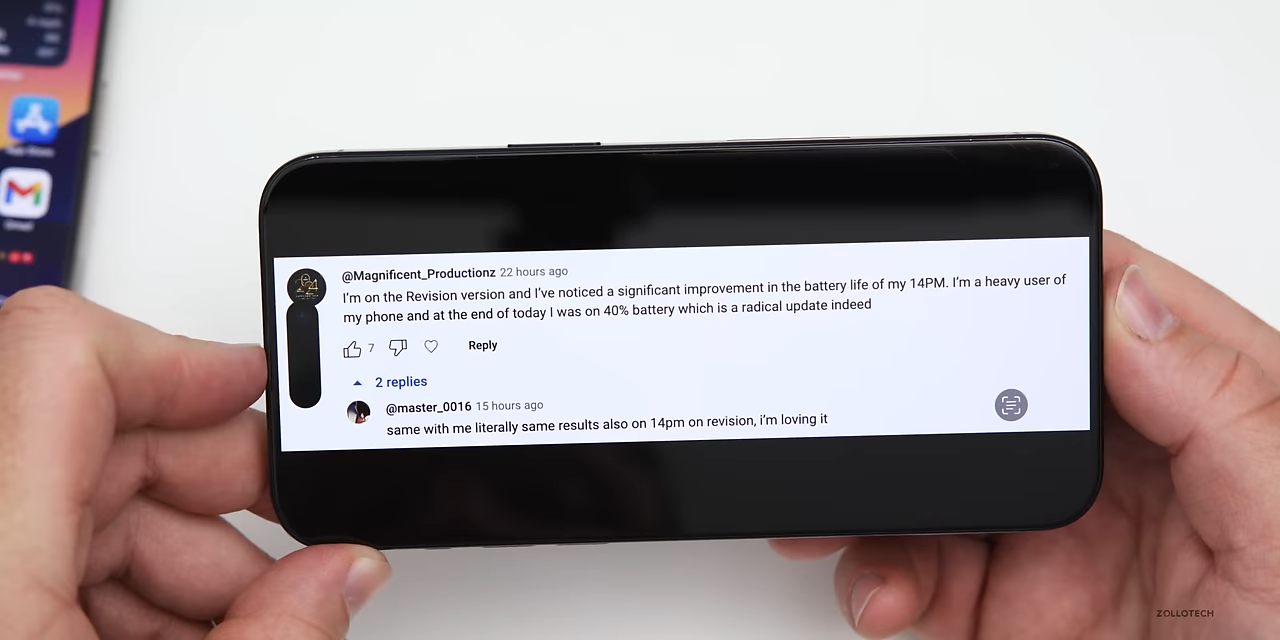 @Magnificent_Productionz 22 hours ago
I'm on the Revision version and I've noticed a significant improvement in the battery life of my 14PM. I'm a heavy user of
my phone and at the end of today I was on 40% battery which is a radical update indeed
7
Reply
2 replies
@master_0016 15 hours ago
same with me literally same results also on 14pm on revision, i'm loving it
App Store
Gmail
ZOLLOTECH